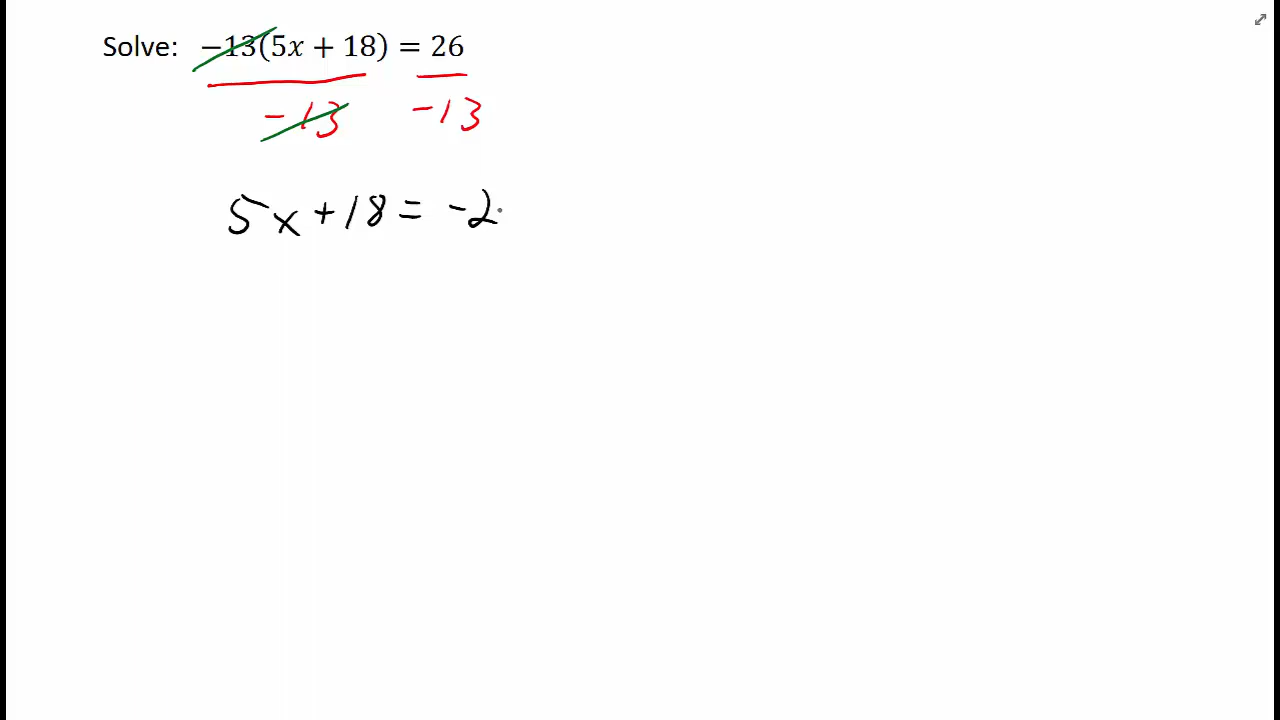 Solve: −13(5x + 18) = 26
-13 -13
5x+18= -2